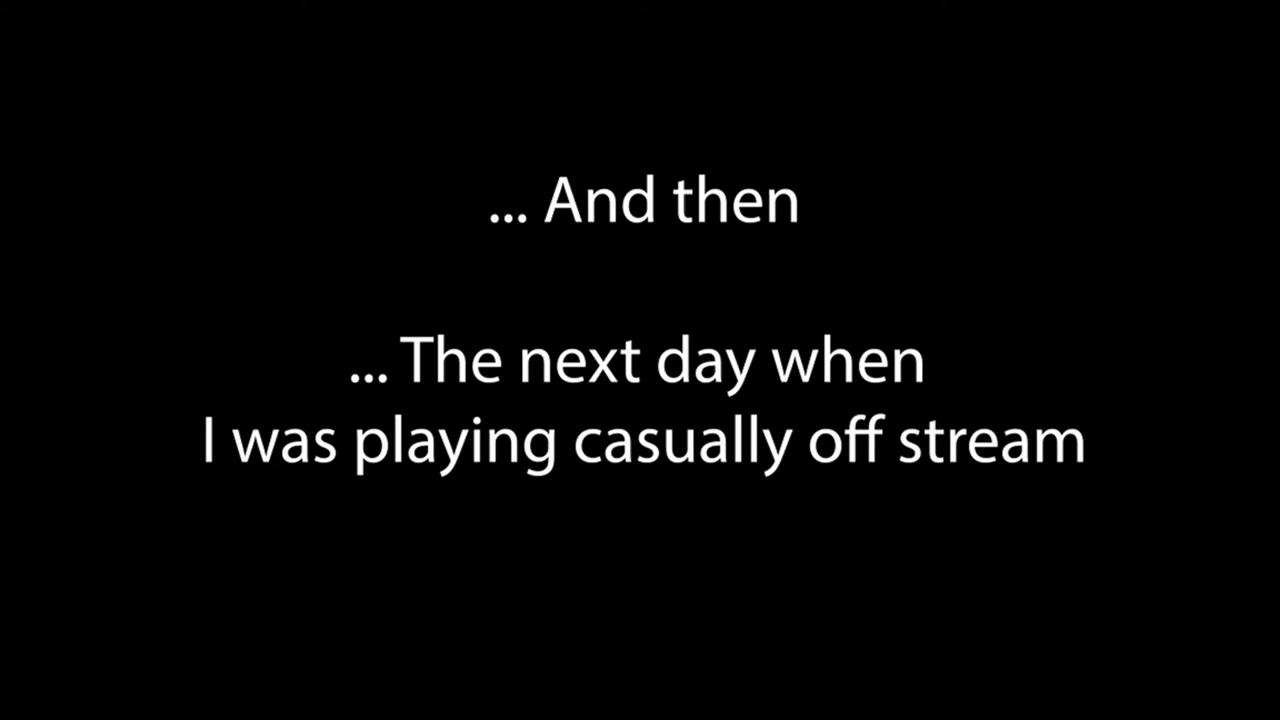 ... And then
... The next day when
I was playing casually off stream